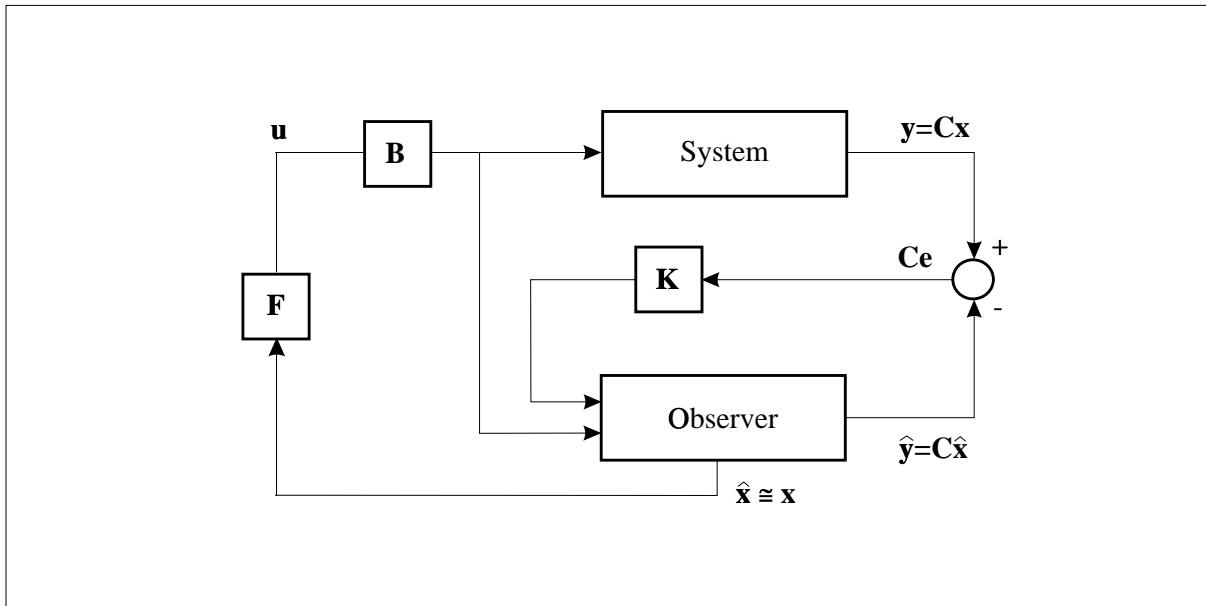 u
B
System
y=Cx
+
Ce
K
-
F
Observer
ŷ=Cx̂
x̂ ≅ x